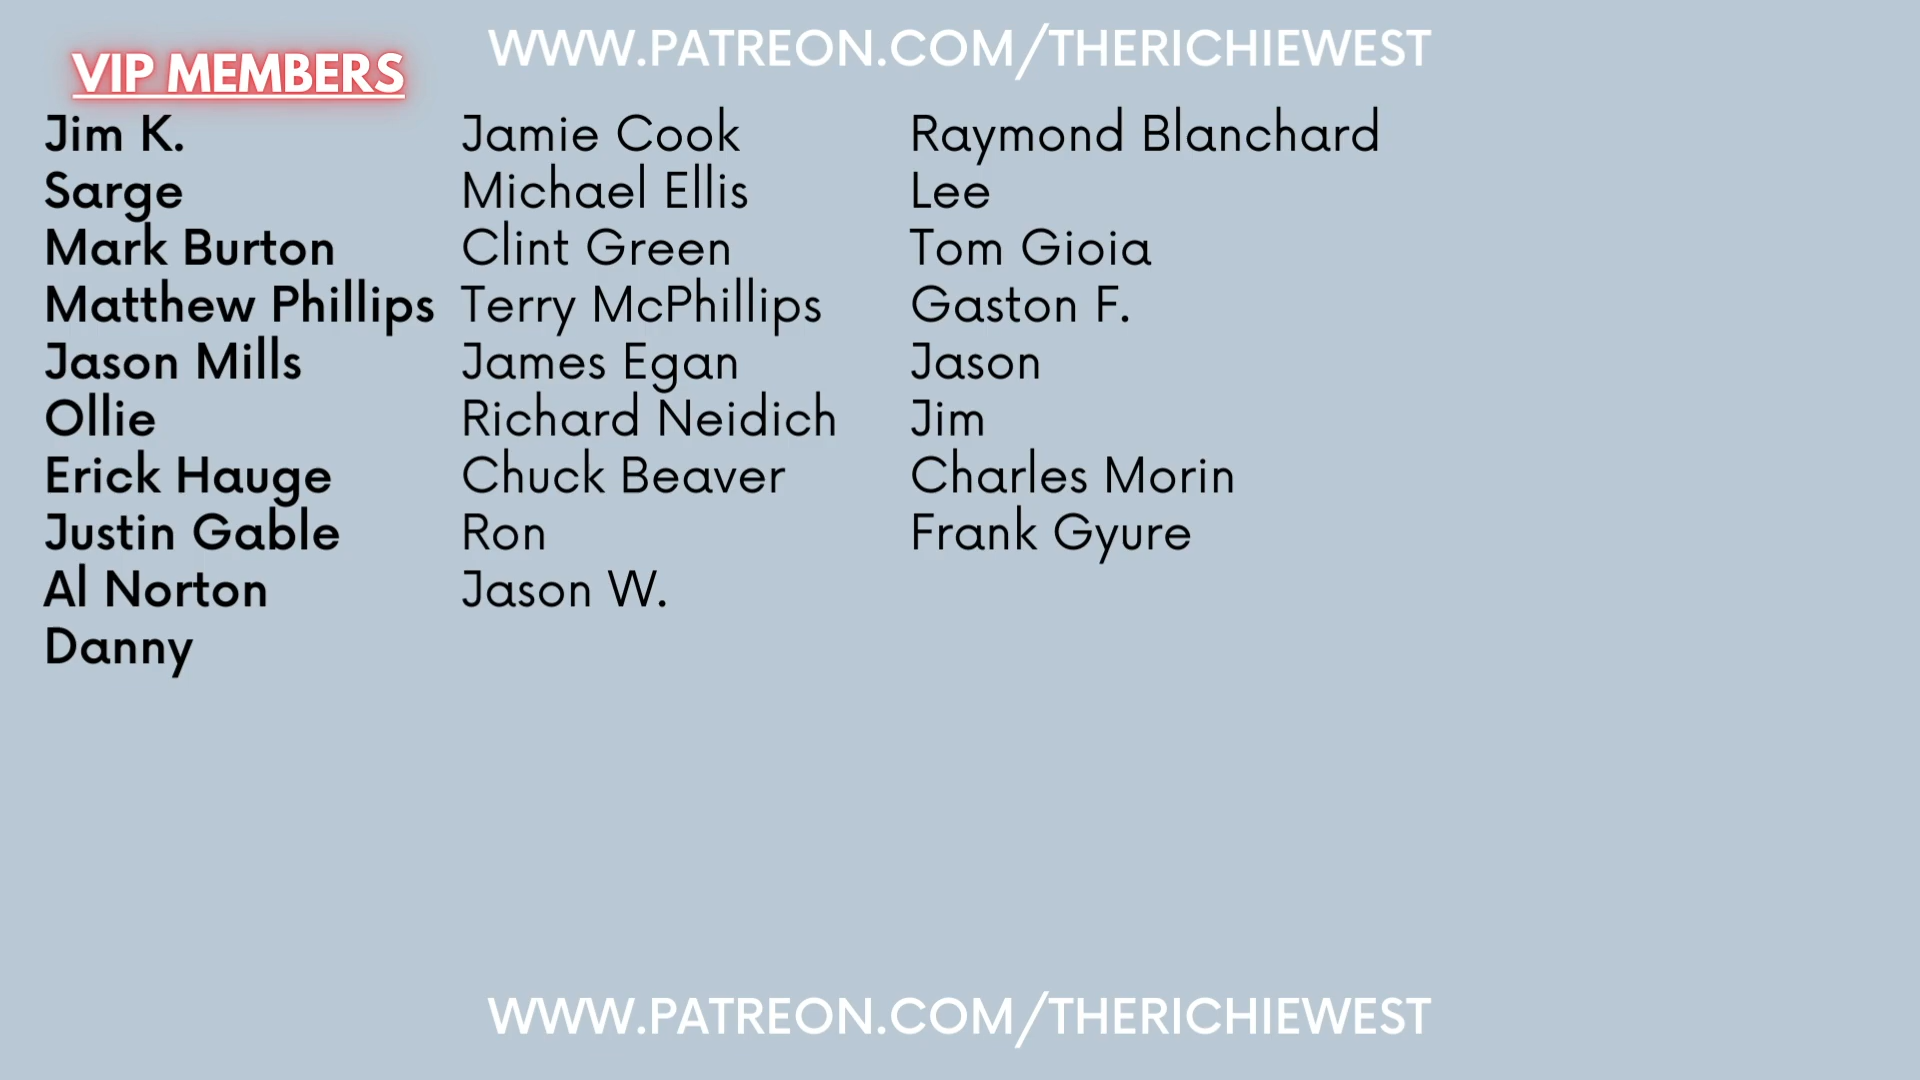 WWW.PATREON.COM/THERICHIEWEST
VIP MEMBERS
Jim K.
Sarge
Mark Burton
Matthew Phillips
Jason Mills
Ollie
Erick Hauge
Justin Gable
Al Norton
Danny
Jamie Cook
Michael Ellis
Clint Green
Terry McPhillips
James Egan
Richard Neidich
Chuck Beaver
Ron
Jason W.
Raymond Blanchard
Lee
Tom Gioia
Gaston F.
Jason
Jim
Charles Morin
Frank Gyure
WWW.PATREON.COM/THERICHIEWEST